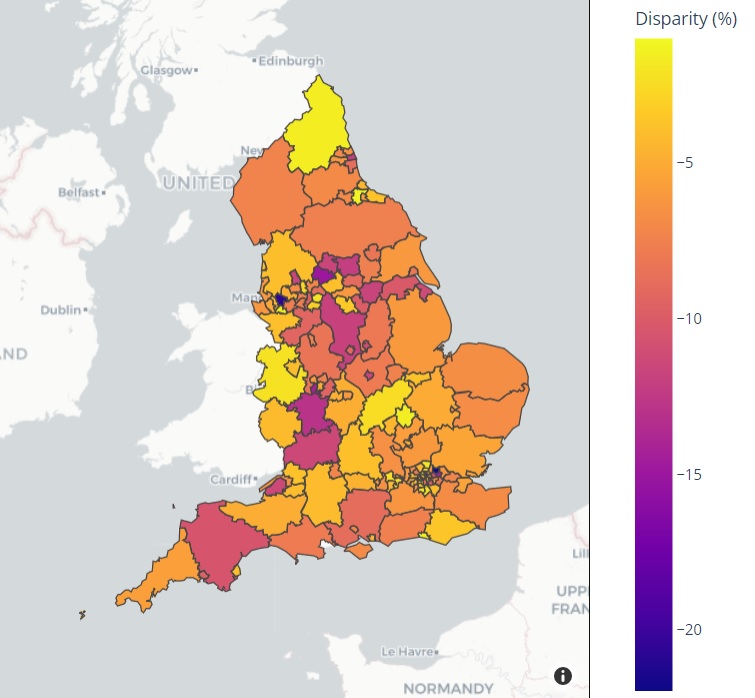 Disparity (%)
Glasgow
Edinburgh
New
UNITED
Belfast
−5
Man
Dublin
ND
B
−10
Cardiff
−15
Lill
UPP
FRAN
−20
Le Havre
NORMANDY
i